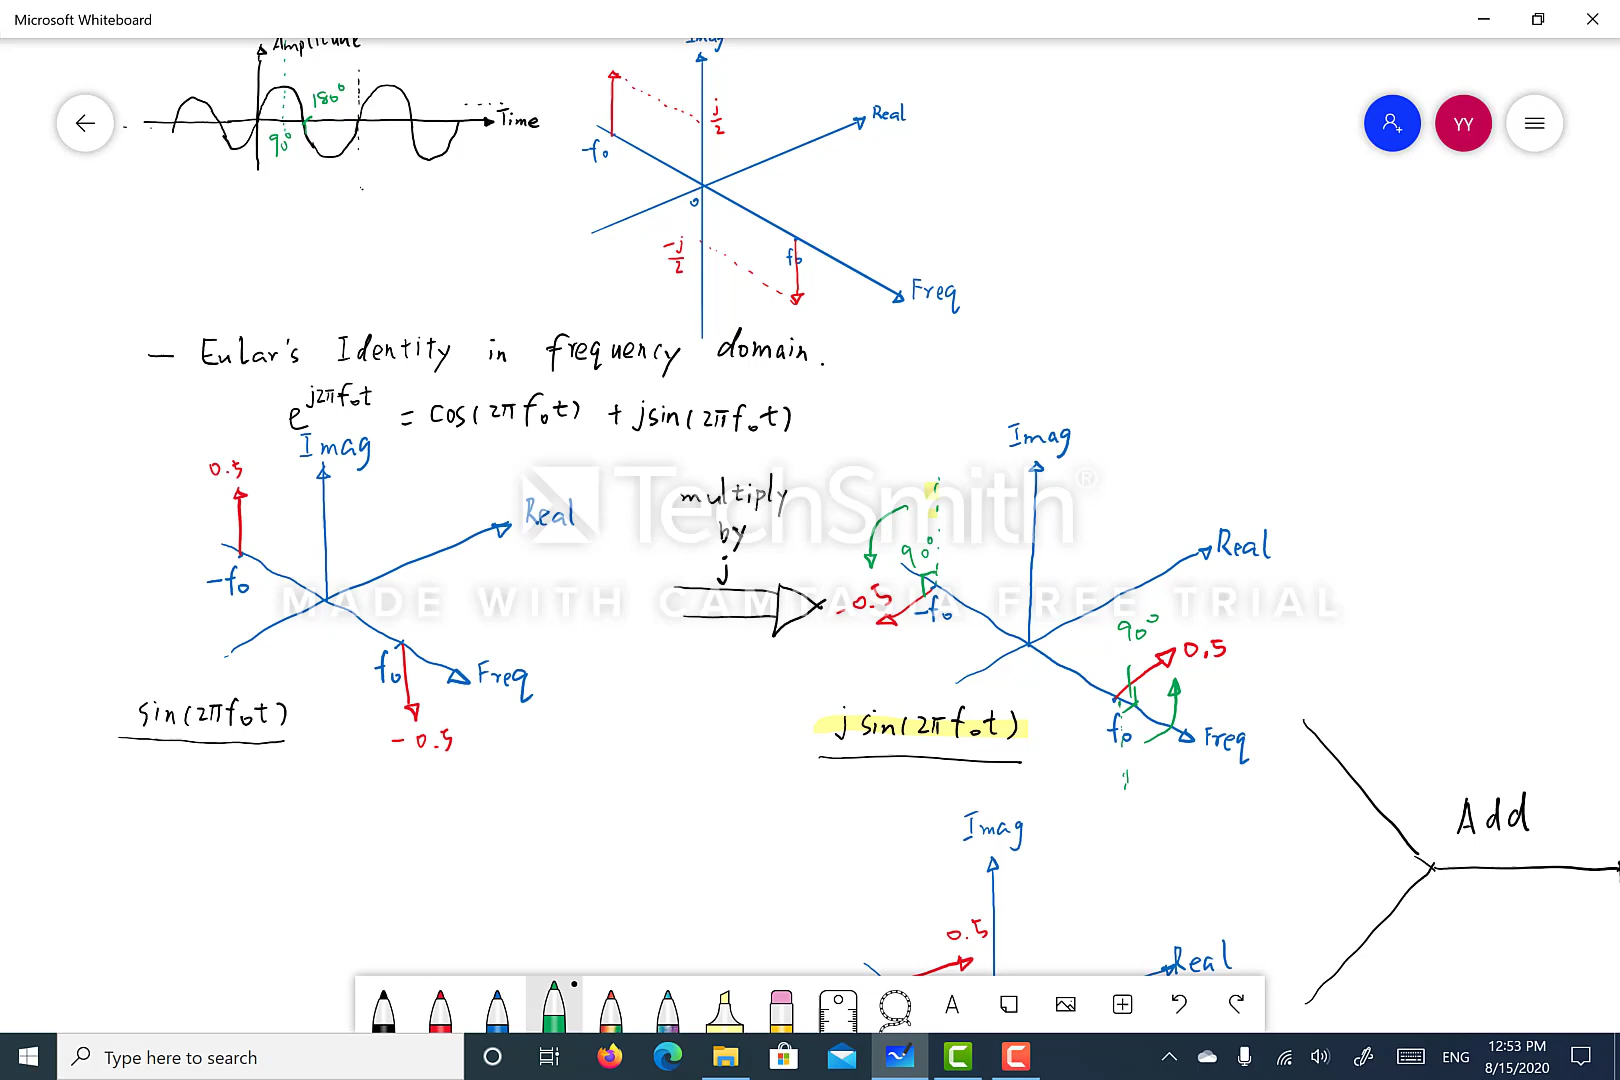 Microsoft Whiteboard
Amplitude
180°
90°
Time
Imag
j/2
Real
-f₀
0
-j/2
f₀
Freq
YY
— Eular's Identity in frequency domain.
e^{j2πf₀t} = cos(2πf₀t) + jsin(2πf₀t)
Imag
0.5
Real
-f₀
f₀
Freq
-0.5
sin(2πf₀t)
multiply
by
j
Imag
Real
90°
-0.5
-f₀
90°
0.5
f₀
Freq
j sin(2πf₀t)
TechSmith®
MADE WITH CAMTASIA FREE TRIAL
Add
Imag
0.5
Real
A
Type here to search
ENG
12:53 PM
8/15/2020